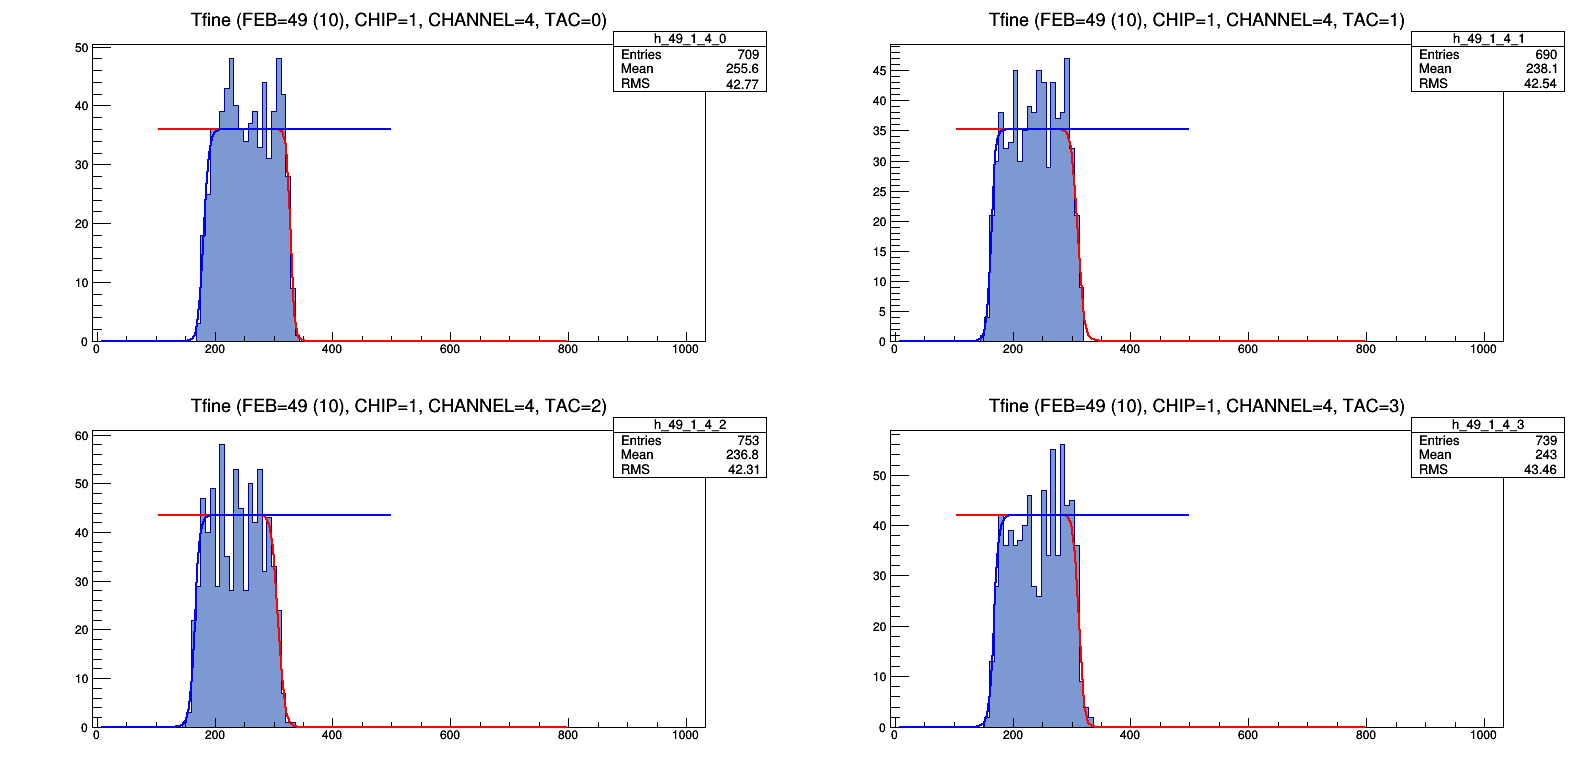 Tfine (FEB=49 (10), CHIP=1, CHANNEL=4, TAC=0)
h_49_1_4_0
Entries 709
Mean 255.6
RMS 42.77
50
40
30
20
10
0
0 200 400 600 800 1000
Tfine (FEB=49 (10), CHIP=1, CHANNEL=4, TAC=1)
h_49_1_4_1
Entries 690
Mean 238.1
RMS 42.54
45
40
35
30
25
20
15
10
5
0
0 200 400 600 800 1000
Tfine (FEB=49 (10), CHIP=1, CHANNEL=4, TAC=2)
h_49_1_4_2
Entries 753
Mean 236.8
RMS 42.31
60
50
40
30
20
10
0
0 200 400 600 800 1000
Tfine (FEB=49 (10), CHIP=1, CHANNEL=4, TAC=3)
h_49_1_4_3
Entries 739
Mean 243
RMS 43.46
50
40
30
20
10
0
0 200 400 600 800 1000